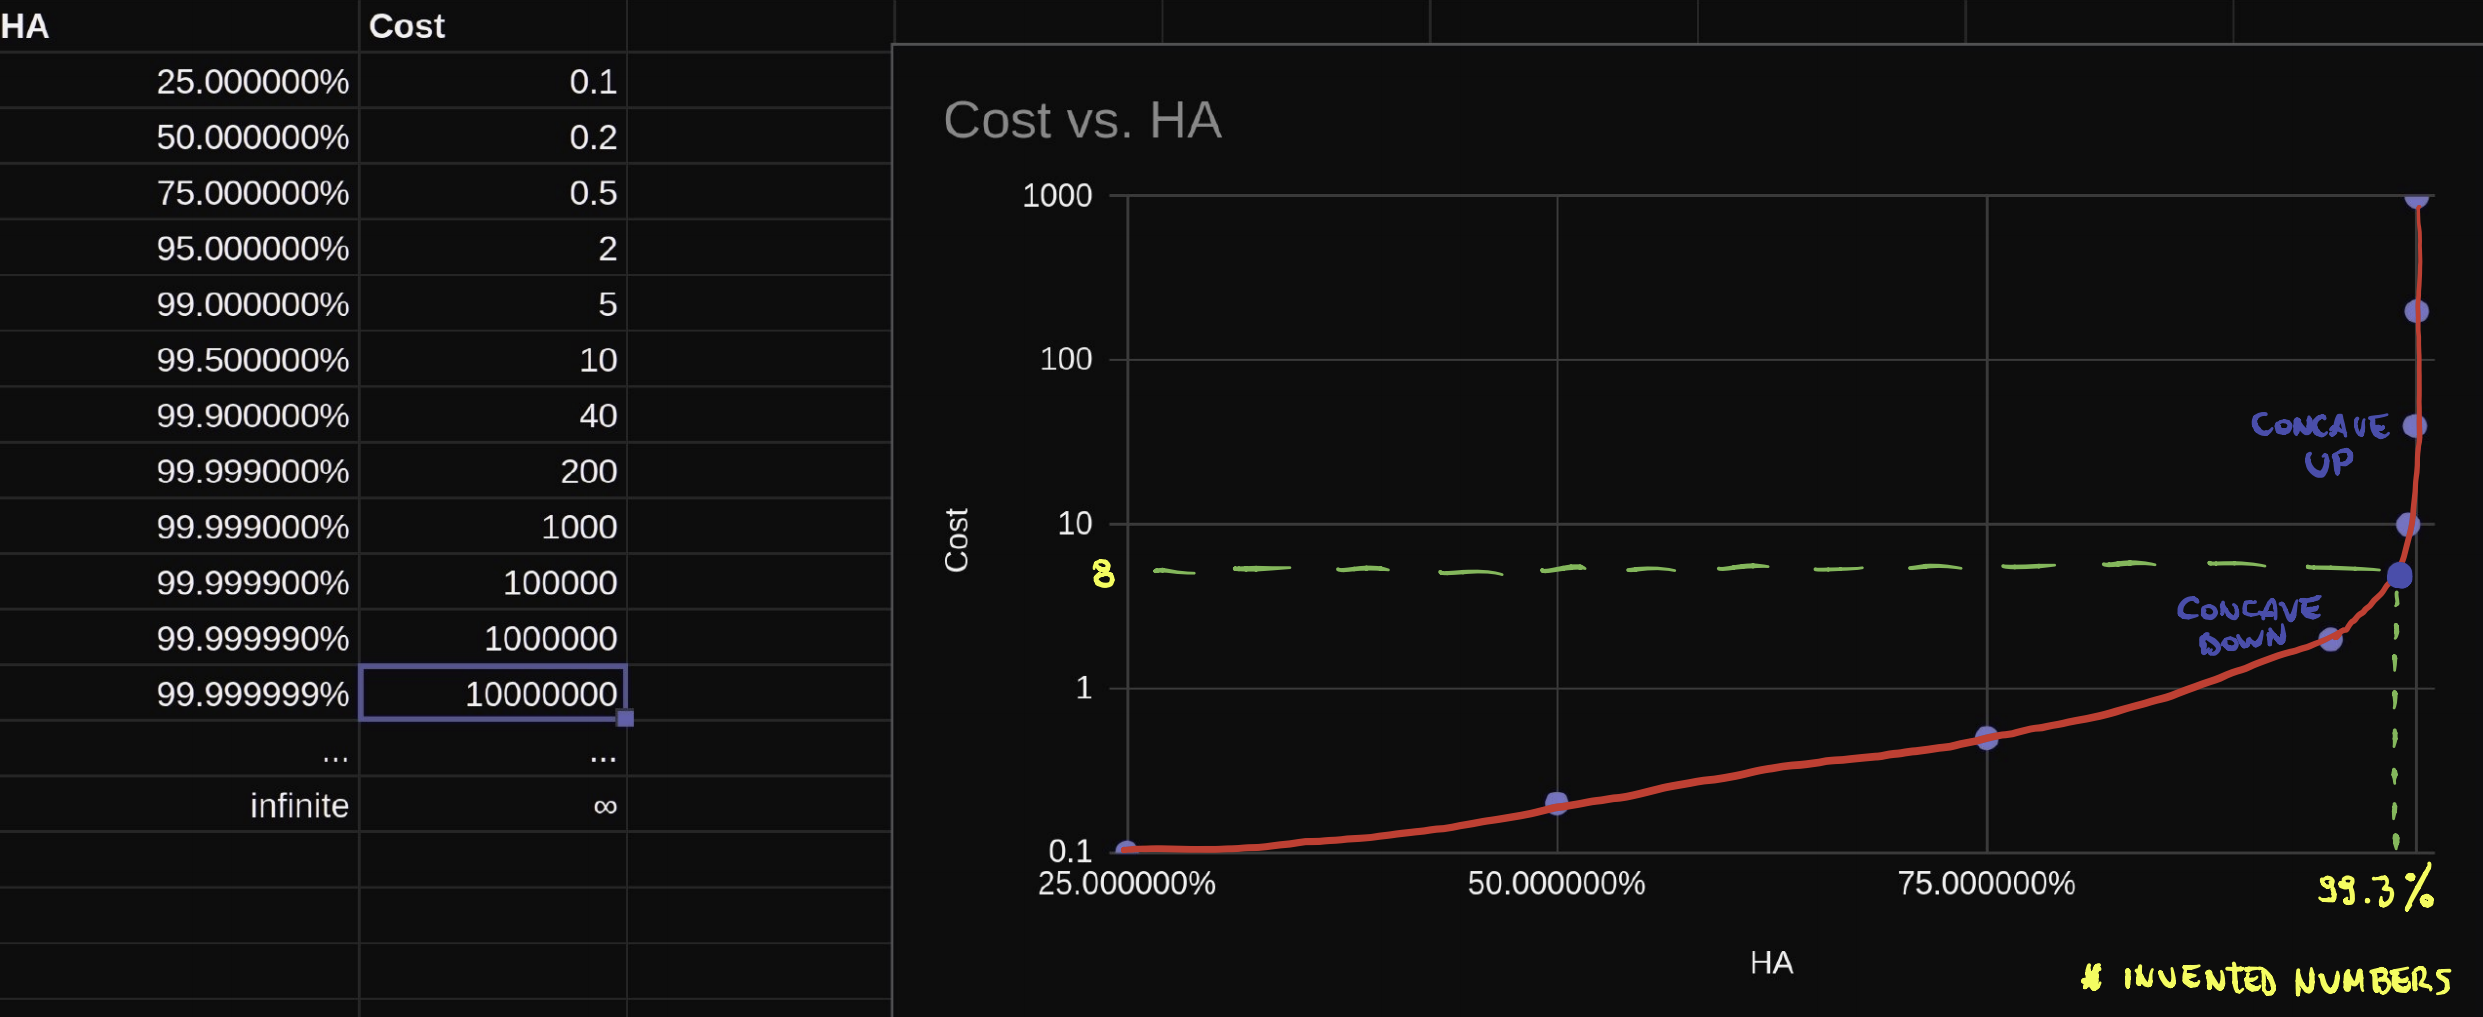 HA Cost
25.000000% 0.1
50.000000% 0.2
75.000000% 0.5
95.000000% 2
99.000000% 5
99.500000% 10
99.900000% 40
99.999000% 200
99.999000% 1000
99.999900% 100000
99.999990% 1000000
99.999999% 10000000
... ...
infinite ∞
Cost vs. HA
1000
100
CONCAVE
UP
Cost
10
8
CONCAVE
DOWN
1
0.1
25.0000000% 50.0000000% 75.0000000% 99.3%
HA
* INVENTED NUMBERS